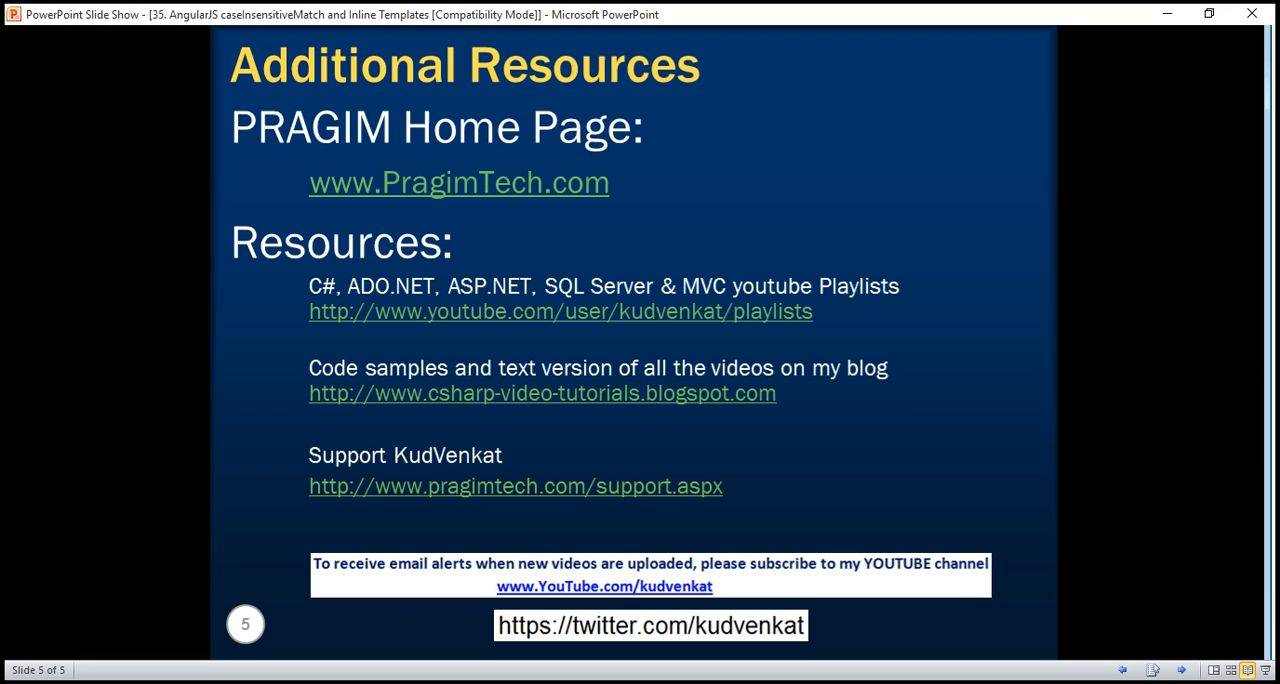 PowerPoint Slide Show - [35. AngularJS caseInsensitiveMatch and Inline Templates [Compatibility Mode]] - Microsoft PowerPoint
Additional Resources
PRAGIM Home Page:
www.PragimTech.com
Resources:
C#, ADO.NET, ASP.NET, SQL Server & MVC youtube Playlists
http://www.youtube.com/user/kudvenkat/playlists
Code samples and text version of all the videos on my blog
http://www.csharp-video-tutorials.blogspot.com
Support KudVenkat
http://www.pragimtech.com/support.aspx
To receive email alerts when new videos are uploaded, please subscribe to my YOUTUBE channel
www.YouTube.com/kudvenkat
5
https://twitter.com/kudvenkat
Slide 5 of 5